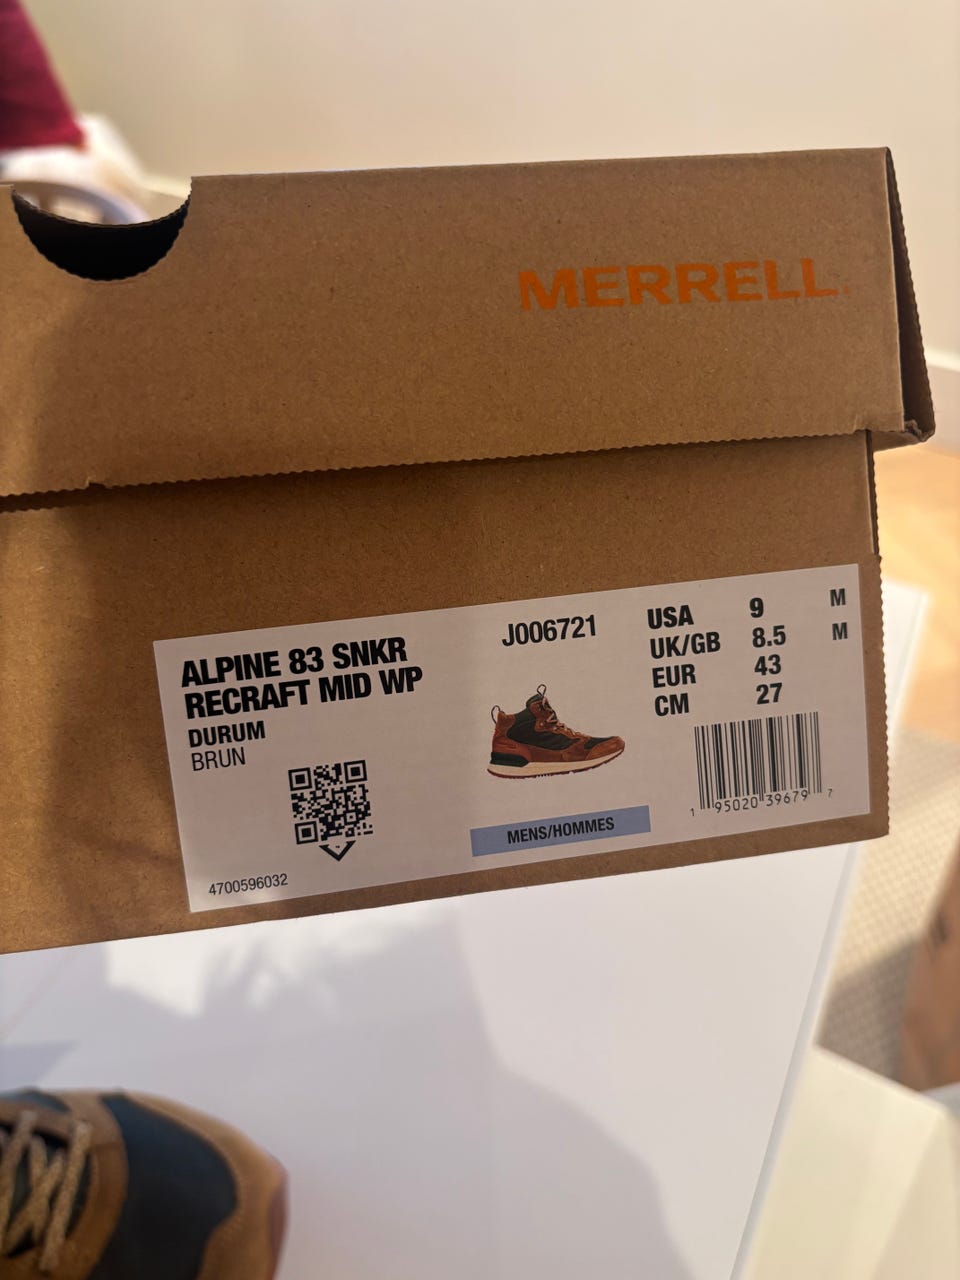 MERRELL.
ALPINE 83 SNKR
RECRAFT MID WP
DURUM
BRUN
4700596032
J006721
MENS/HOMMES
USA 9 M
UK/GB 8.5 M
EUR 43
CM 27
1 95020 39679 7